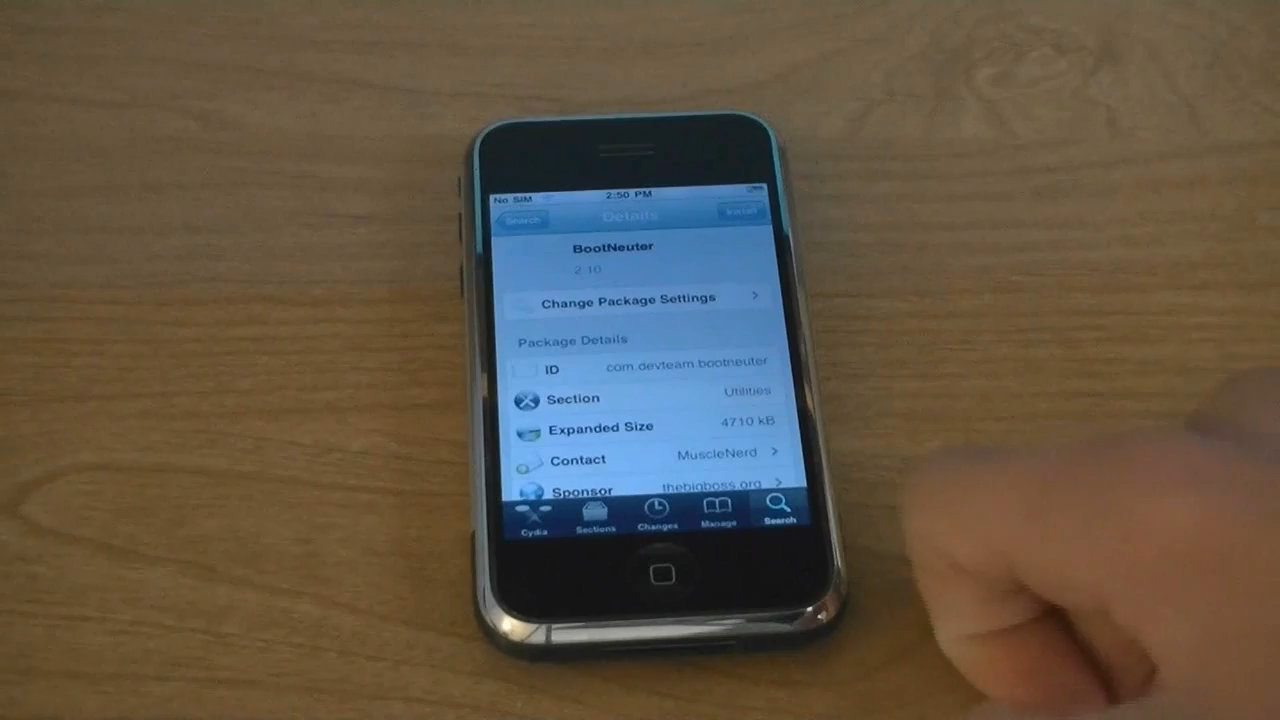 No SIM 2:50 PM
Search Details Install
BootNeuter
2.10
Change Package Settings
Package Details
ID com.devteam.bootneuter
Section Utilities
Expanded Size 4710 kB
Contact MuscleNerd
Sponsor thebigboss.org
Cydia Sections Changes Manage Search